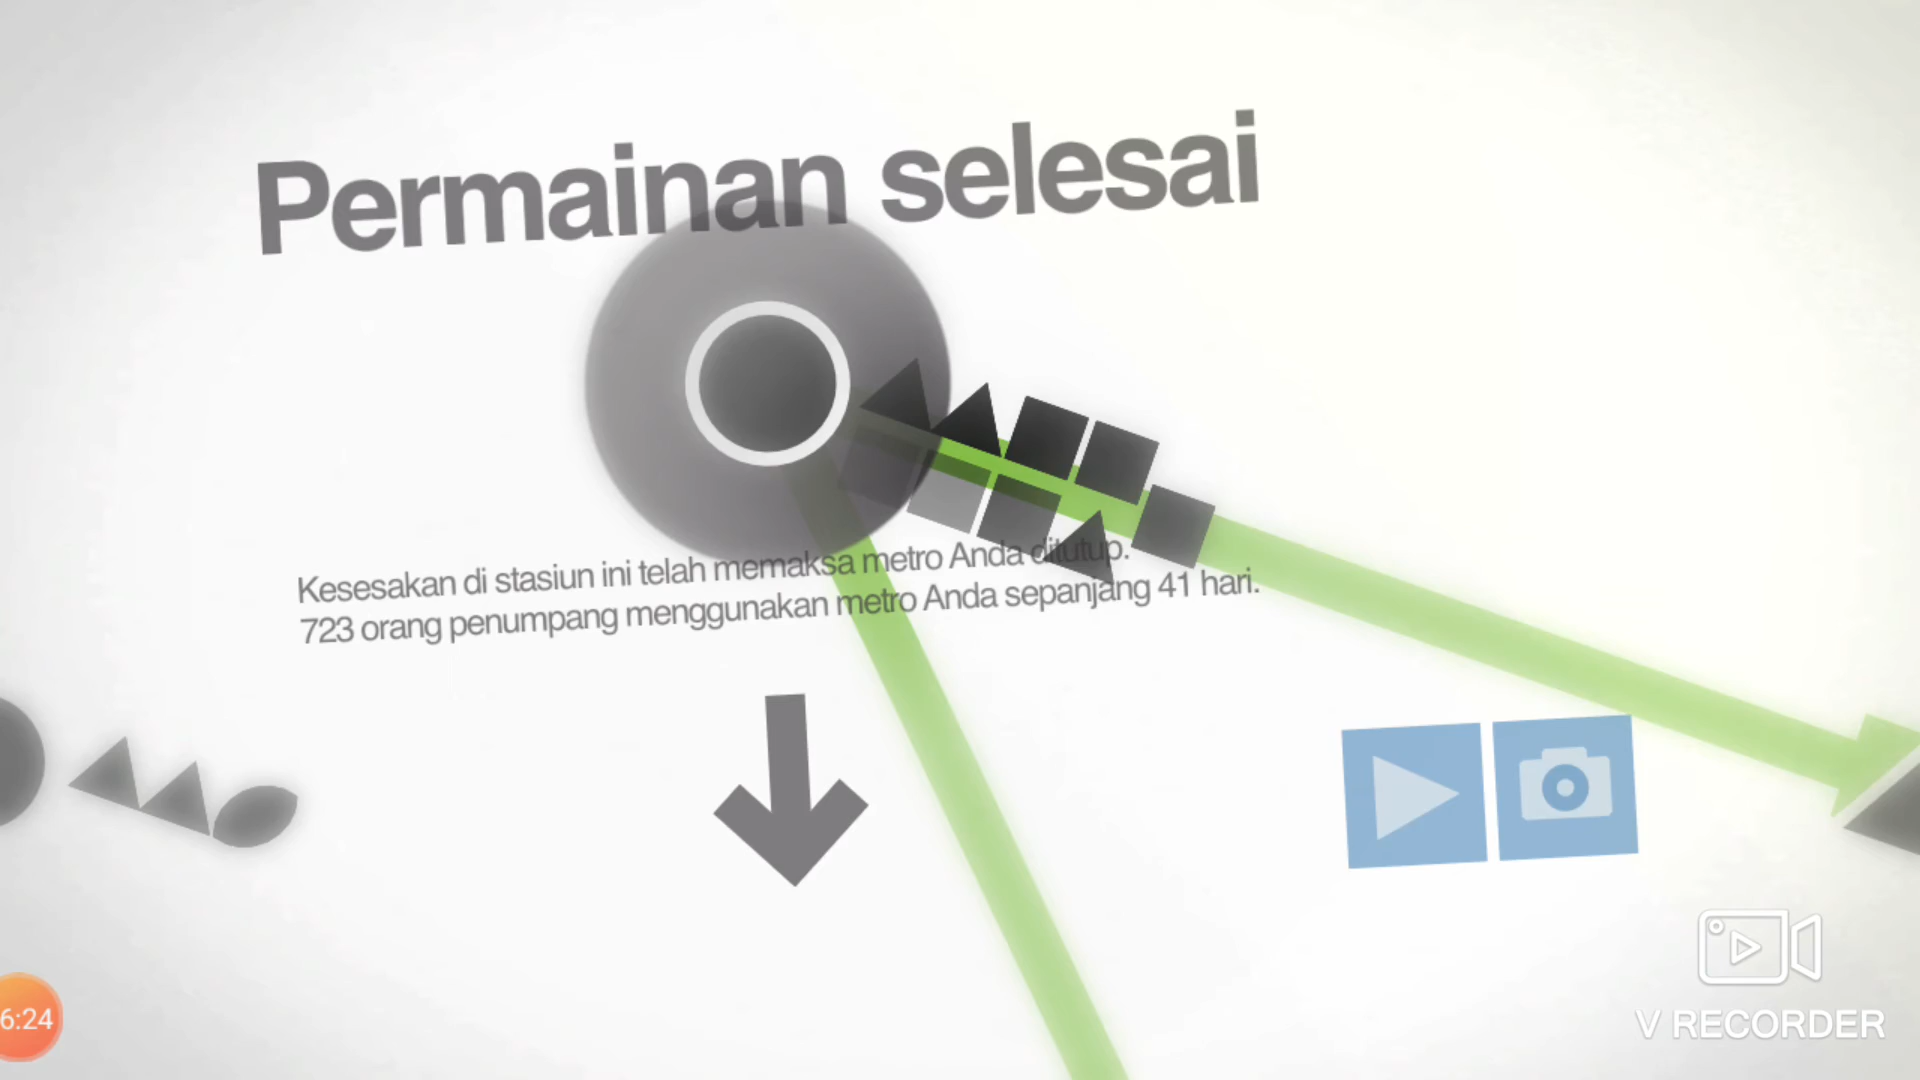 Permainan selesai
Kesesakan di stasiun ini telah memaksa metro Anda ditutup.
723 orang penumpang menggunakan metro Anda sepanjang 41 hari.
6:24
V RECORDER